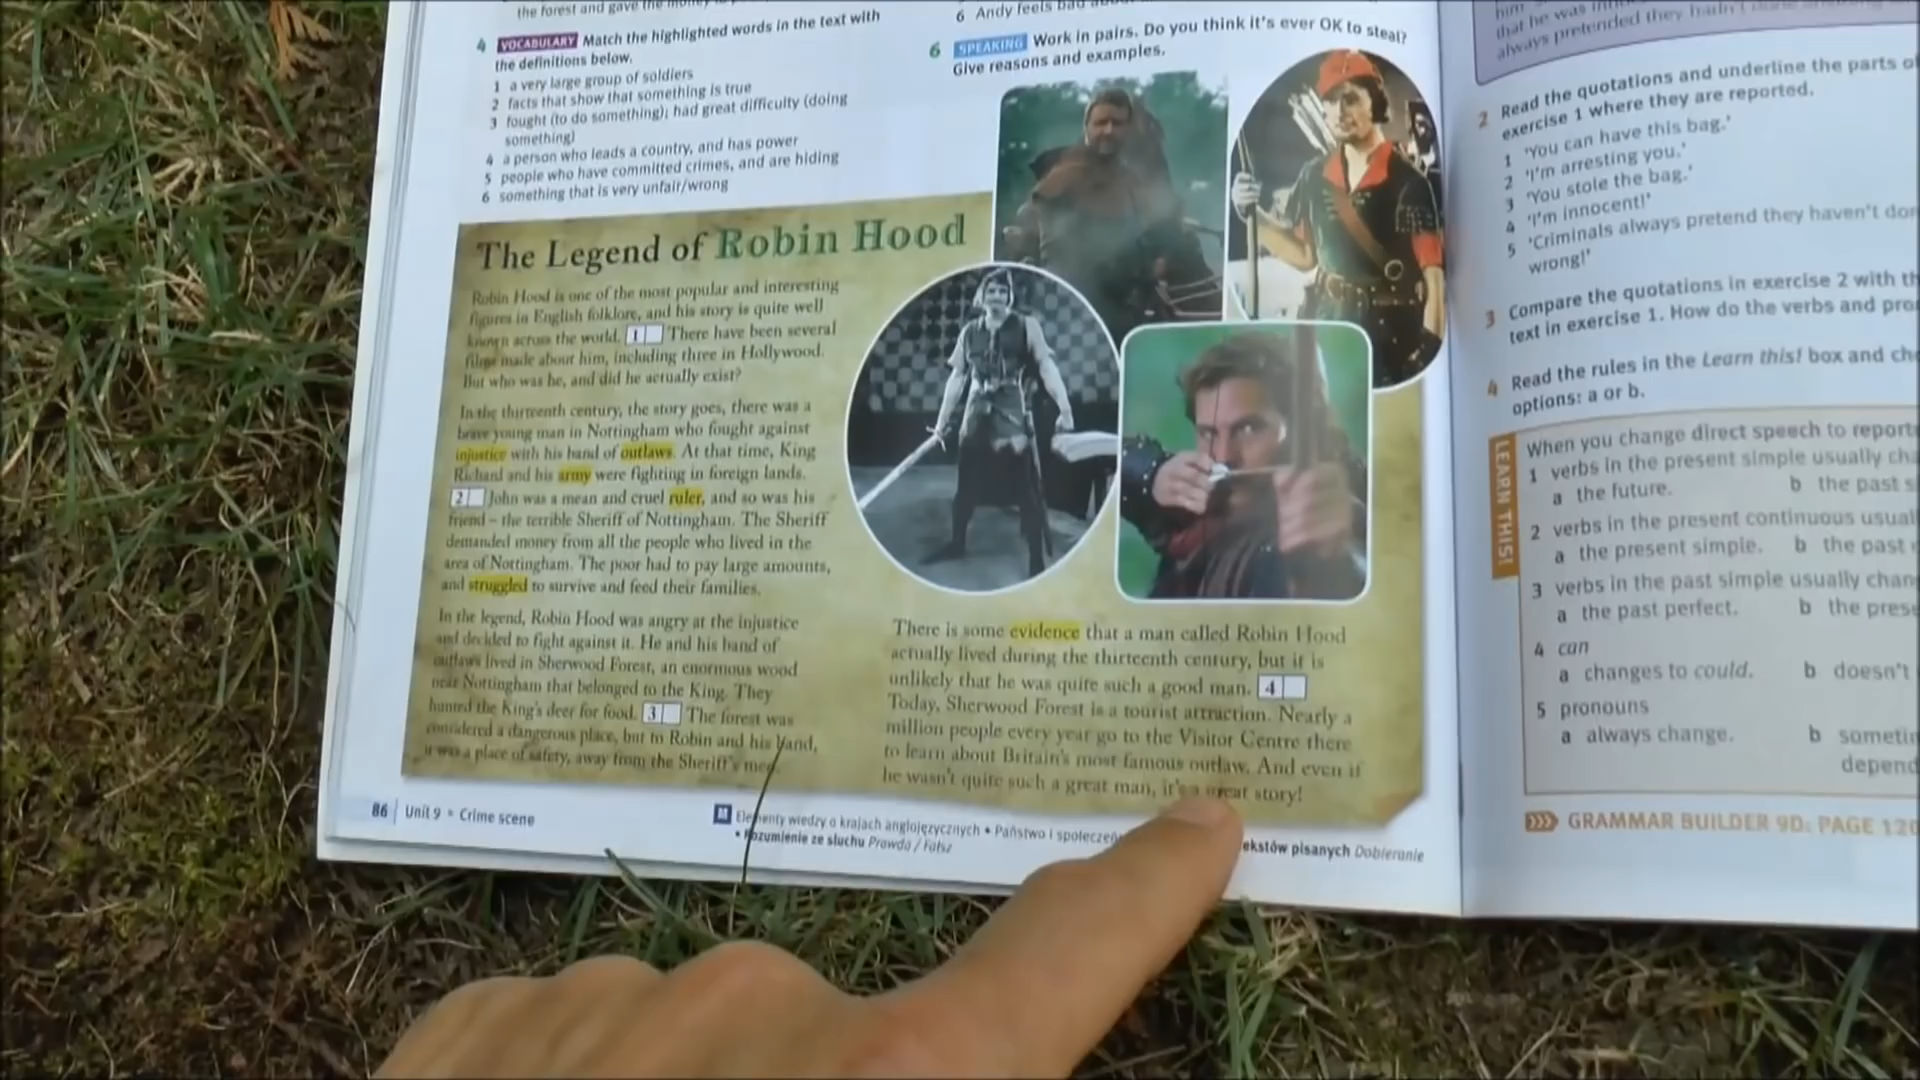 the forest and gave the money
4 VOCABULARY Match the highlighted words in the text with
the definitions below.
1 a very large group of soldiers
2 facts that show that something is true
3 fought (to do something); had great difficulty (doing
something)
4 a person who leads a country, and has power
5 people who have committed crimes, and are hiding
6 something that is very unfair/wrong
6 Andy feels bad
6 SPEAKING Work in pairs. Do you think it's ever OK to steal?
Give reasons and examples.
The Legend of Robin Hood
Robin Hood is one of the most popular and interesting
figures in English folklore, and his story is quite well
known across the world. 1 There have been several
films made about him, including three in Hollywood.
But who was he, and did he actually exist?
In the thirteenth century, the story goes, there was a
brave young man in Nottingham who fought against
injustice with his band of outlaws. At that time, King
Richard and his army were fighting in foreign lands.
2 John was a mean and cruel ruler, and so was his
friend – the terrible Sheriff of Nottingham. The Sheriff
demanded money from all the people who lived in the
area of Nottingham. The poor had to pay large amounts,
and struggled to survive and feed their families.
In the legend, Robin Hood was angry at the injustice
and decided to fight against it. He and his band of
outlaws lived in Sherwood Forest, an enormous wood
near Nottingham that belonged to the King. They
hunted the King's deer for food. 3 The forest was
considered a dangerous place, but to Robin and his band,
it was a place of safety, away from the Sheriff's men.
There is some evidence that a man called Robin Hood
actually lived during the thirteenth century, but it is
unlikely that he was quite such a good man. 4
Today, Sherwood Forest is a tourist attraction. Nearly a
million people every year go to the Visitor Centre there
to learn about Britain's most famous outlaw. And even if
he wasn't quite such a great man, it's a great story!
86 Unit 9 • Crime scene
M Elementy wiedzy o krajach anglojęzycznych • Państwo i społeczeń
• Rozumienie ze słuchu Prawda / Fałsz
ekstów pisanych Dobieranie
him
that he was
always pretended they hadn't done
2 Read the quotations and underline the parts o
exercise 1 where they are reported.
1 'You can have this bag.'
2 'I'm arresting you.'
3 'You stole the bag.'
4 'I'm innocent!'
5 'Criminals always pretend they haven't don
wrong!'
3 Compare the quotations in exercise 2 with th
text in exercise 1. How do the verbs and pro
4 Read the rules in the Learn this! box and cho
options: a or b.
LEARN THIS!
When you change direct speech to report
1 verbs in the present simple usually cha
a the future. b the past s
2 verbs in the present continuous usual
a the present simple. b the past
3 verbs in the past simple usually chan
a the past perfect. b the prese
4 can
a changes to could. b doesn't
5 pronouns
a always change. b sometim
depend
GRAMMAR BUILDER 9D: PAGE 120